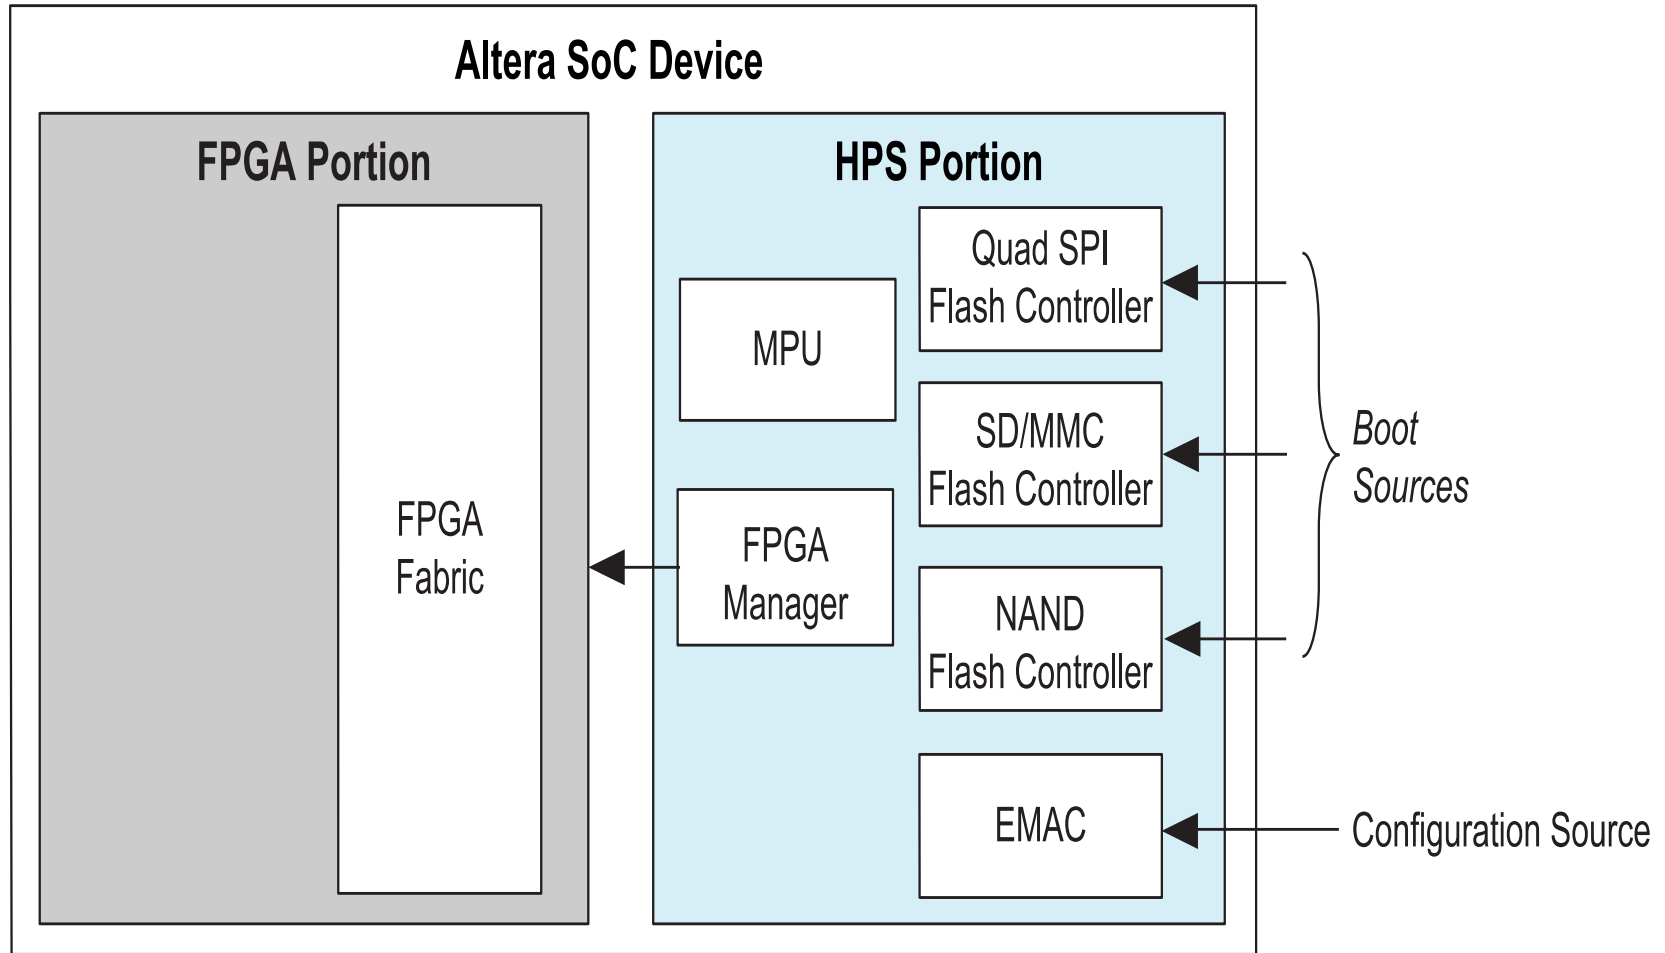 Altera SoC Device
FPGA Portion
FPGA
Fabric
HPS Portion
MPU
FPGA
Manager
Quad SPI
Flash Controller
SD/MMC
Flash Controller
NAND
Flash Controller
EMAC
Boot
Sources
Configuration Source